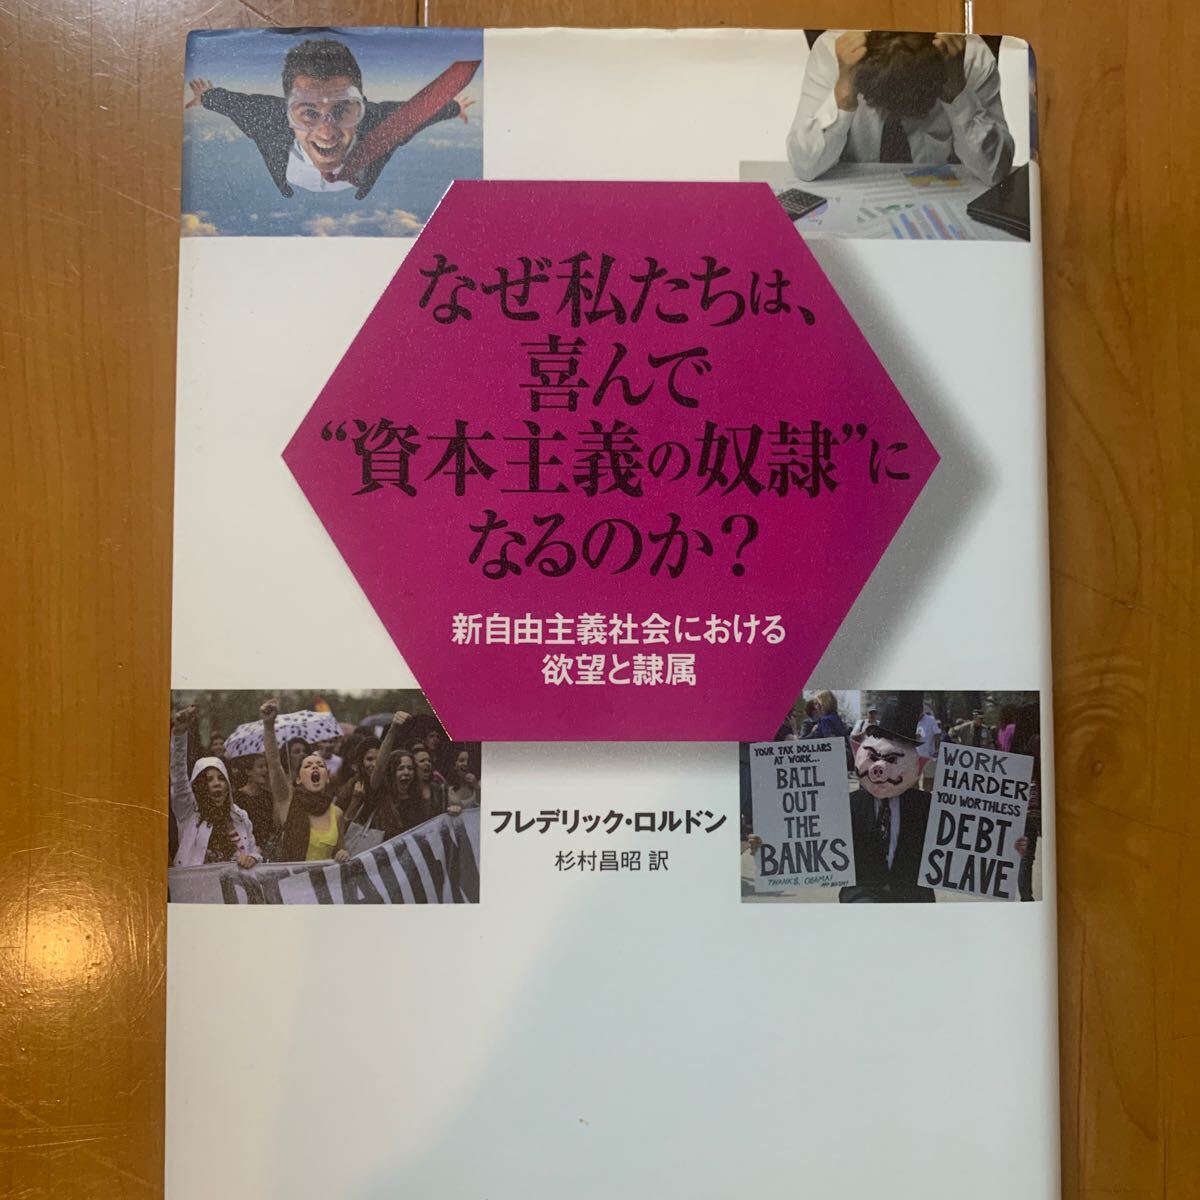 なぜ私たちは、
喜んで
“資本主義の奴隷”に
なるのか？
新自由主義社会における
欲望と隷属
フレデリック・ロルドン
杉村昌昭 訳
YOUR TAX DOLLARS
AT WORK...
BAIL
OUT
THE
BANKS
THANKS, OBAMA!
WORK
HARDER
YOU WORTHLESS
DEBT
SLAVE